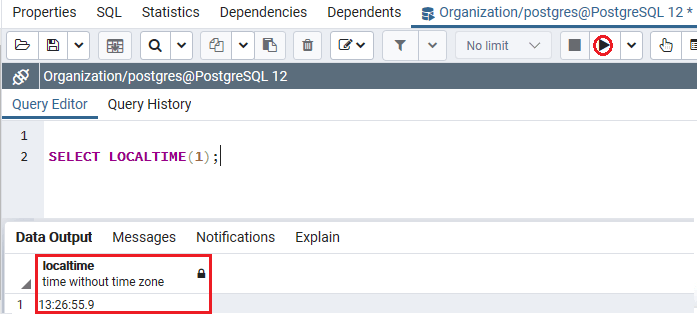 Properties SQL Statistics Dependencies Dependents Organization/postgres@PostgreSQL 12 *
No limit
Organization/postgres@PostgreSQL 12
Query Editor Query History
1
2 SELECT LOCALTIME(1);
Data Output Messages Notifications Explain
localtime
time without time zone
1 13:26:55.9